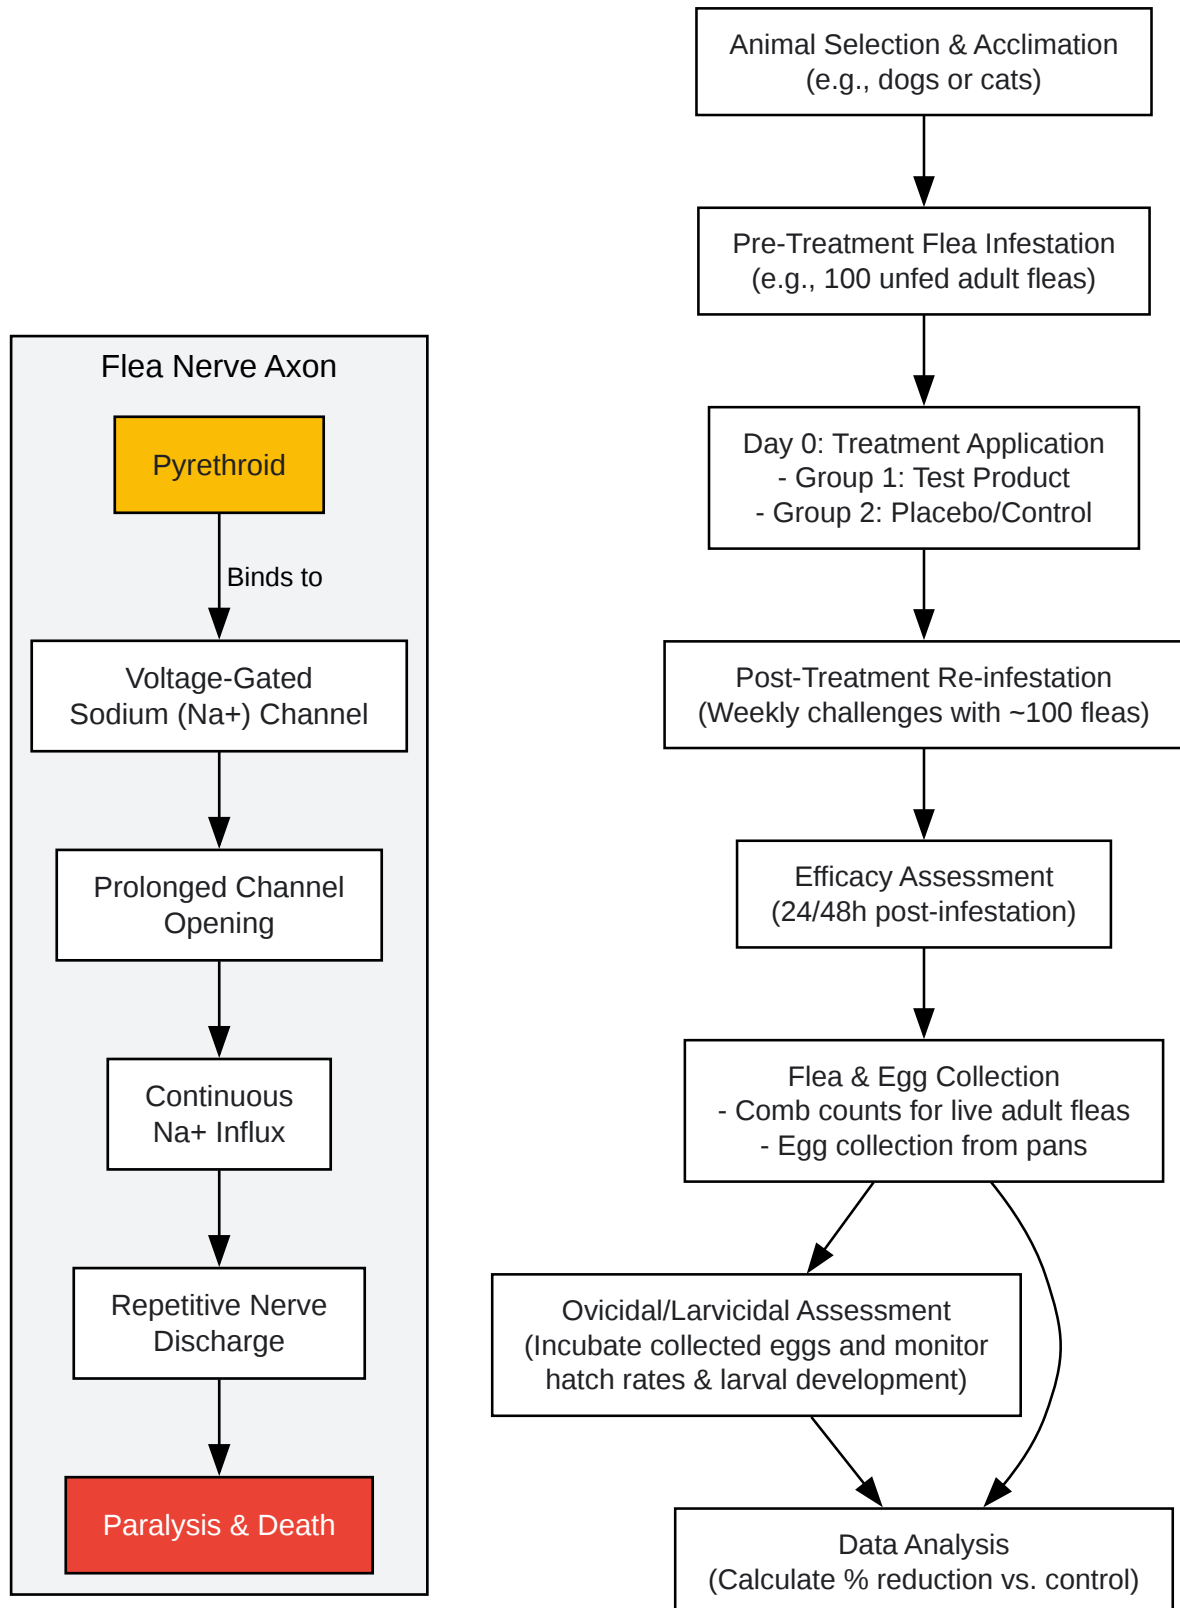 Flea Nerve Axon
Pyrethroid
Binds to
Voltage-Gated
Sodium (Na+) Channel
Prolonged Channel
Opening
Continuous
Na+ Influx
Repetitive Nerve
Discharge
Paralysis & Death
Animal Selection & Acclimation
(e.g., dogs or cats)
Pre-Treatment Flea Infestation
(e.g., 100 unfed adult fleas)
Day 0: Treatment Application
- Group 1: Test Product
- Group 2: Placebo/Control
Post-Treatment Re-infestation
(Weekly challenges with ~100 fleas)
Efficacy Assessment
(24/48h post-infestation)
Flea & Egg Collection
- Comb counts for live adult fleas
- Egg collection from pans
Ovicidal/Larvicidal Assessment
(Incubate collected eggs and monitor
hatch rates & larval development)
Data Analysis
(Calculate % reduction vs. control)